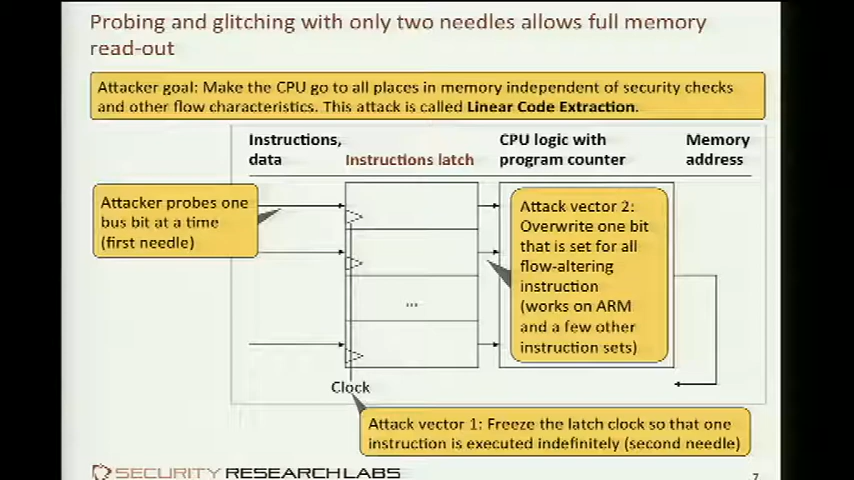 Probing and glitching with only two needles allows full memory
read-out
Attacker goal: Make the CPU go to all places in memory independent of security checks
and other flow characteristics. This attack is called Linear Code Extraction.
Instructions,
data
Instructions latch
CPU logic with
program counter
Memory
address
Attacker probes one
bus bit at a time
(first needle)
Attack vector 2:
Overwrite one bit
that is set for all
flow-altering
instruction
(works on ARM
and a few other
instruction sets)
...
Clock
Attack vector 1: Freeze the latch clock so that one
instruction is executed indefinitely (second needle)
SECURITY RESEARCH LABS
7